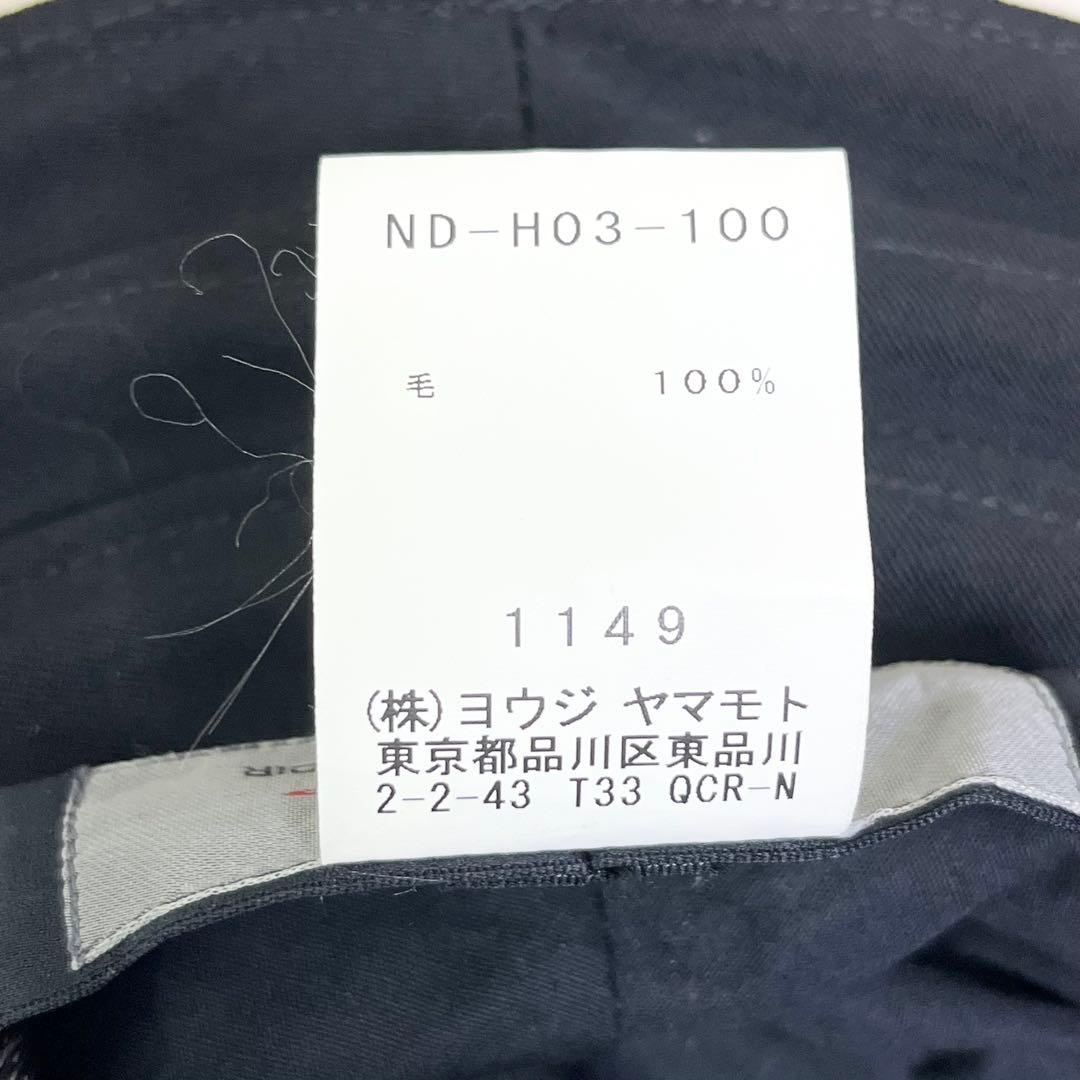 ND-H03-100
毛 100%
1149
(株)ヨウジ ヤマモト
東京都品川区東品川
2-2-43 T33 QCR-N